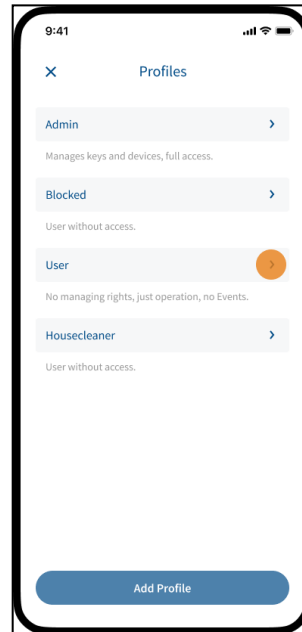 9:41
Profiles
Admin
Manages keys and devices, full access.
Blocked
User without access.
User
No managing rights, just operation, no Events.
Housecleaner
User without access.
Add Profile